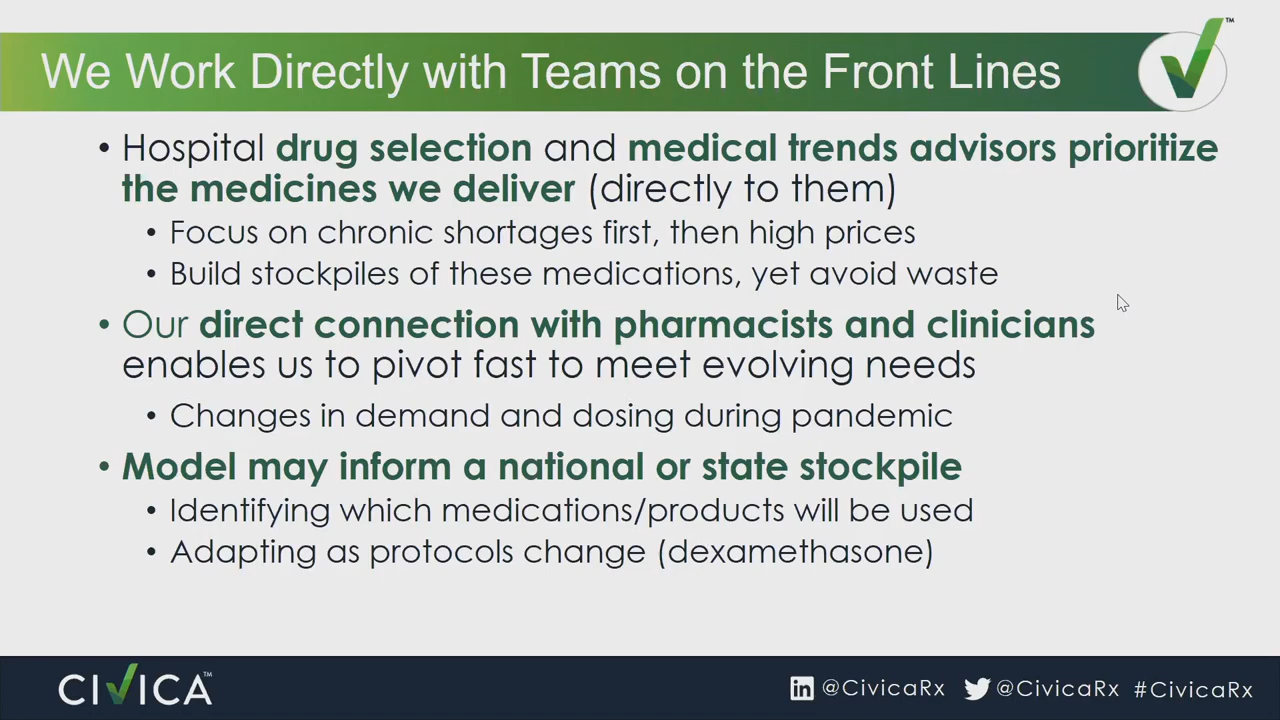 We Work Directly with Teams on the Front Lines
TM
• Hospital drug selection and medical trends advisors prioritize
the medicines we deliver (directly to them)
• Focus on chronic shortages first, then high prices
• Build stockpiles of these medications, yet avoid waste
• Our direct connection with pharmacists and clinicians
enables us to pivot fast to meet evolving needs
• Changes in demand and dosing during pandemic
• Model may inform a national or state stockpile
• Identifying which medications/products will be used
• Adapting as protocols change (dexamethasone)
CIVICA TM
in @CivicaRx @CivicaRx #CivicaRx